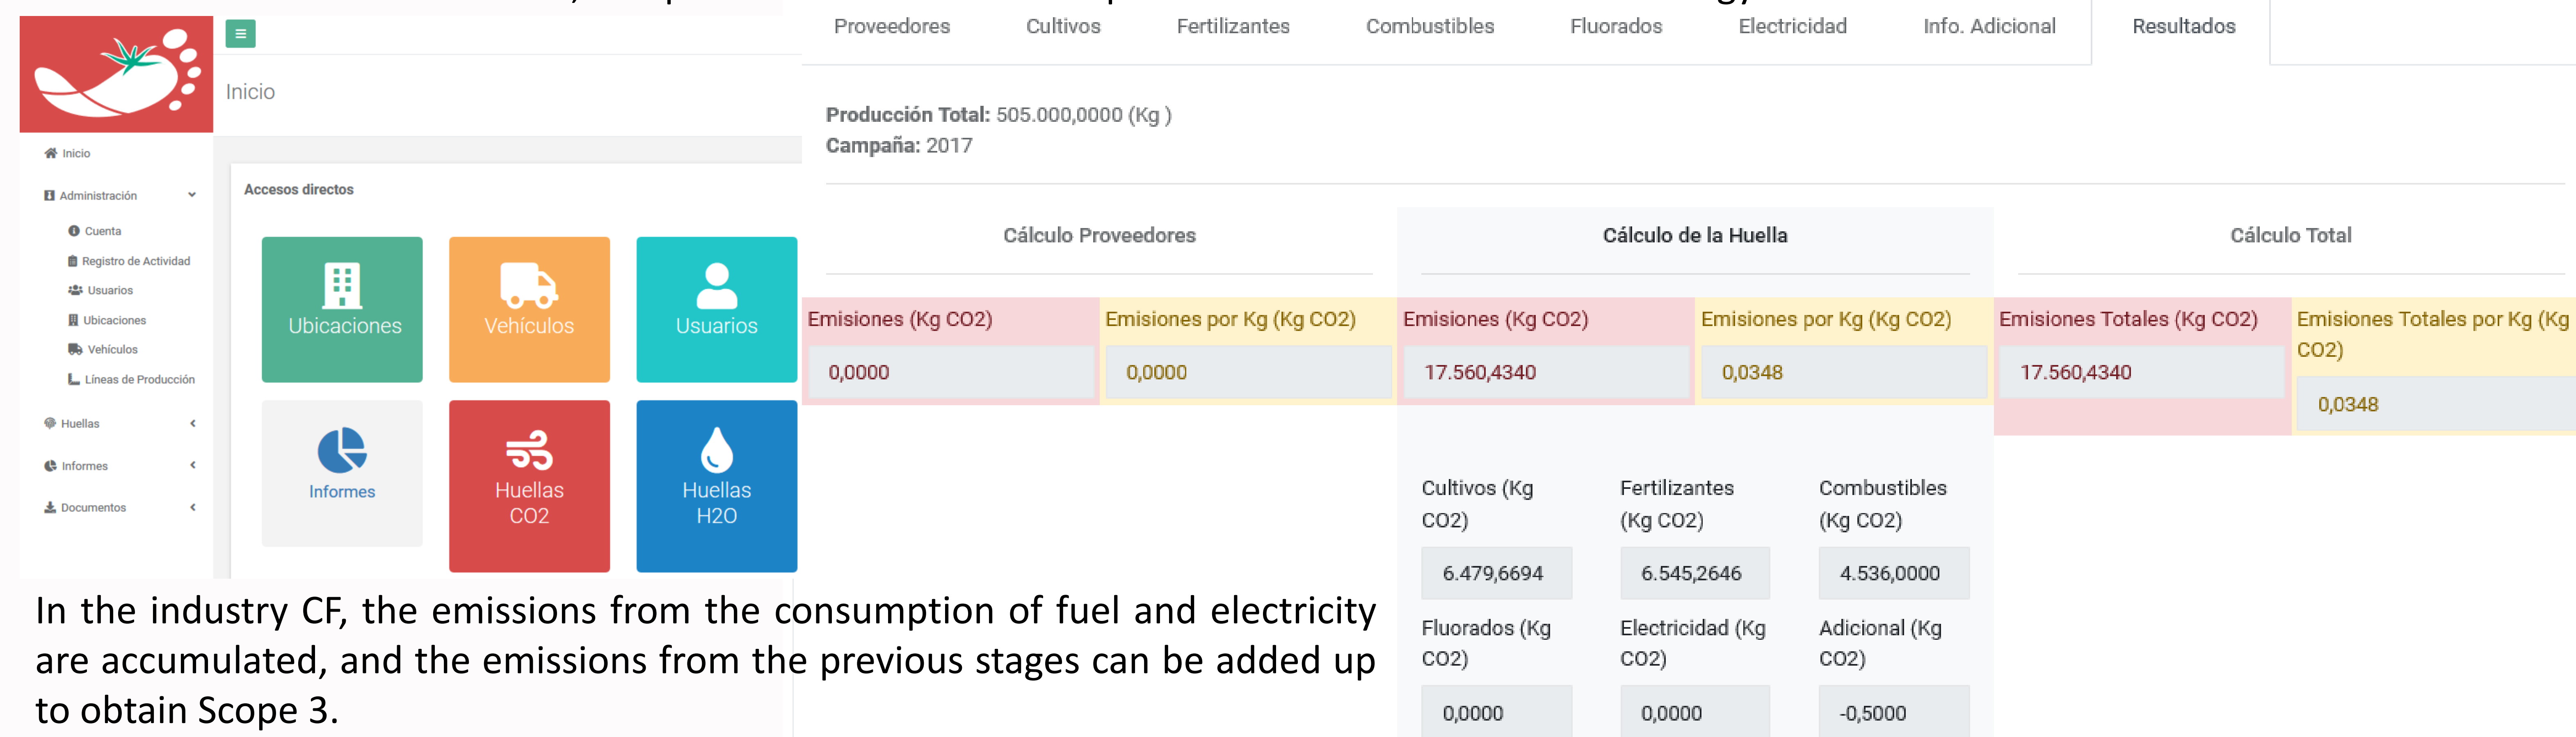 Inicio
Inicio
Administración
Cuenta
Registro de Actividad
Usuarios
Ubicaciones
Vehículos
Líneas de Producción
Huellas
Informes
Documentos
Accesos directos
Ubicaciones
Vehículos
Usuarios
Informes
Huellas
CO2
Huellas
H2O
Proveedores Cultivos Fertilizantes Combustibles Fluorados Electricidad Info. Adicional Resultados
Producción Total: 505.000,0000 (Kg )
Campaña: 2017
Cálculo Proveedores
Emisiones (Kg CO2)
0,0000
Emisiones por Kg (Kg CO2)
0,0000
Cálculo de la Huella
Emisiones (Kg CO2)
17.560,4340
Emisiones por Kg (Kg CO2)
0,0348
Cultivos (Kg
CO2)
6.479,6694
Fertilizantes
(Kg CO2)
6.545,2646
Combustibles
(Kg CO2)
4.536,0000
Fluorados (Kg
CO2)
0,0000
Electricidad (Kg
CO2)
0,0000
Adicional (Kg
CO2)
-0,5000
Cálculo Total
Emisiones Totales (Kg CO2)
17.560,4340
Emisiones Totales por Kg (Kg
CO2)
0,0348
In the industry CF, the emissions from the consumption of fuel and electricity
are accumulated, and the emissions from the previous stages can be added up
to obtain Scope 3.